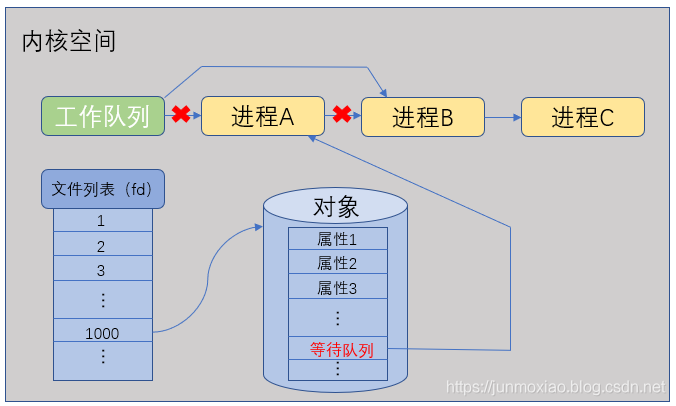 内核空间
工作队列
进程A
进程B
进程C
文件列表（fd）
1
2
3
⋮
1000
⋮
对象
属性1
属性2
属性3
⋮
等待队列
⋮
https://junmoxiao.blog.csdn.net